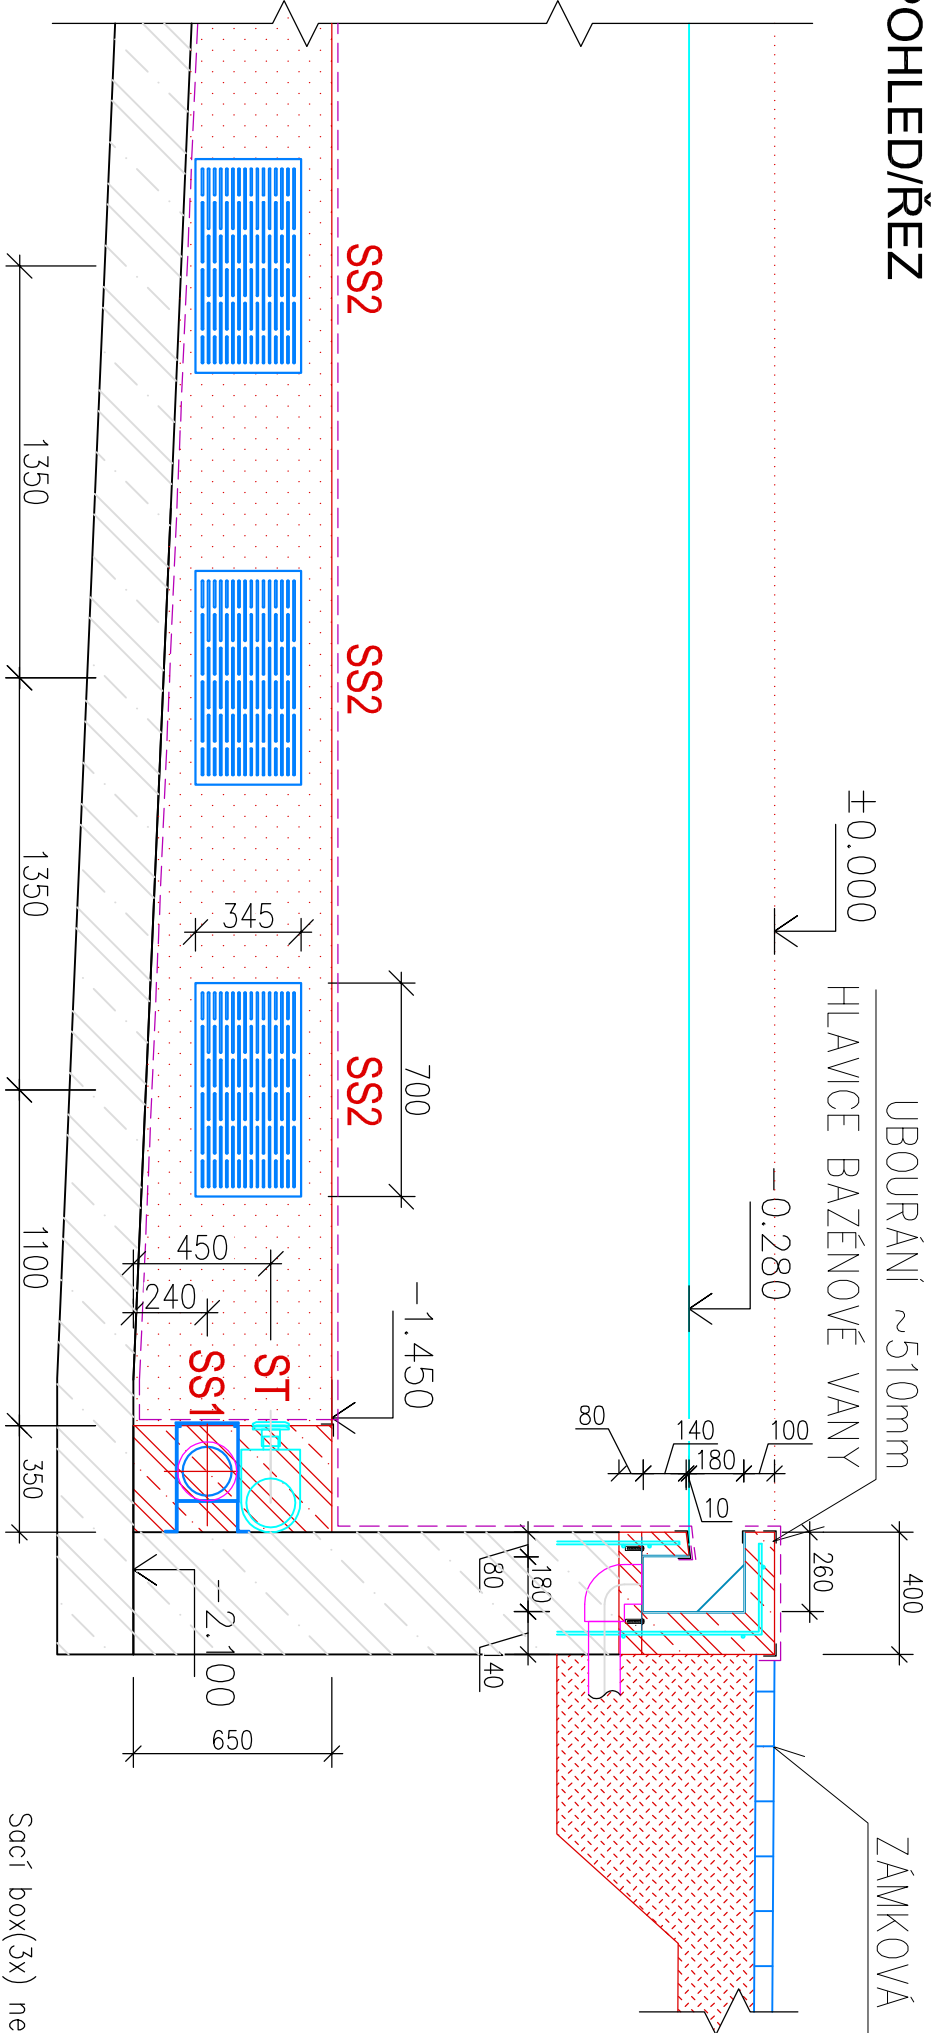 POHLED/ŘEZ
±0.000
UBOURÁNÍ ~510mm
HLAVICE BAZÉNOVÉ VANY
ZÁMKOVÁ
-0.280
100
180
10
140
80
260
400
SS2
SS2
SS2
700
345
-1.450
450
240
ST
SS1
80
180
140
-2.100
650
1350
1350
1100
350
Sací box(3x) ne